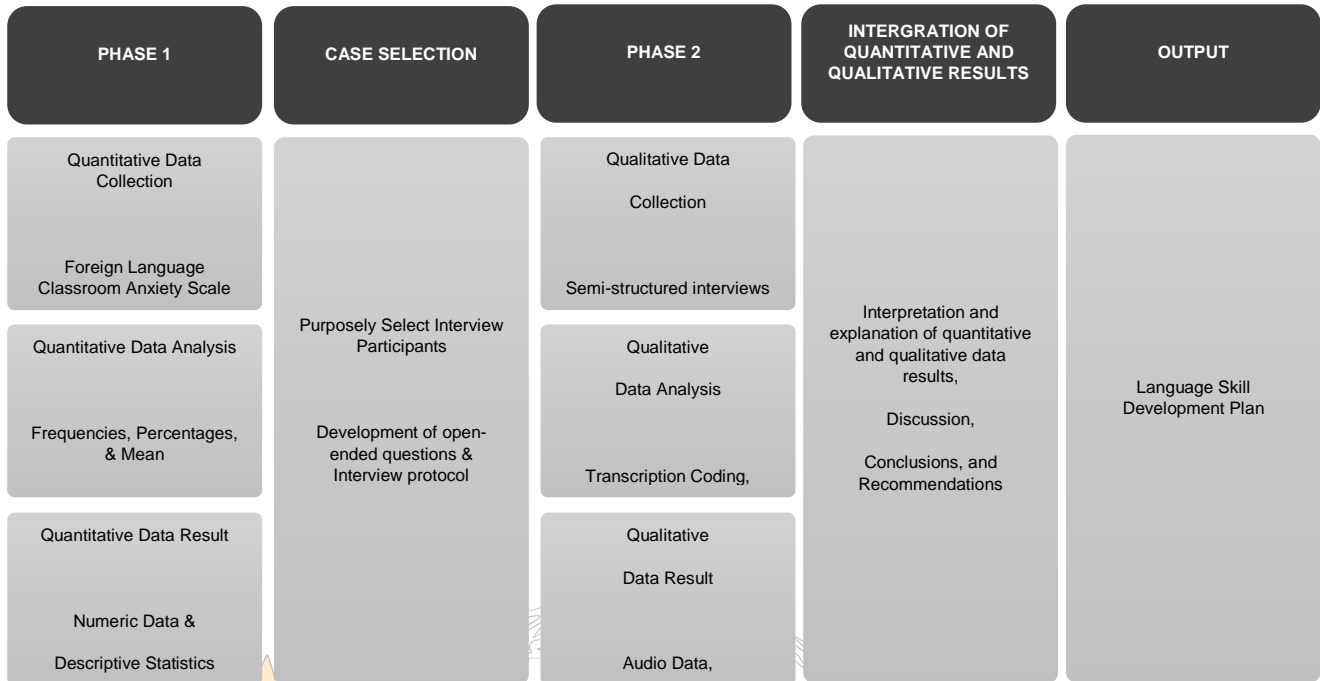 PHASE 1
CASE SELECTION
PHASE 2
INTERGRATION OF
QUANTITATIVE AND
QUALITATIVE RESULTS
OUTPUT
Quantitative Data
Collection
Foreign Language
Classroom Anxiety Scale
Quantitative Data Analysis
Frequencies, Percentages,
& Mean
Quantitative Data Result
Numeric Data &
Descriptive Statistics
Purposely Select Interview
Participants
Development of open-
ended questions &
Interview protocol
Qualitative Data
Collection
Semi-structured interviews
Qualitative
Data Analysis
Transcription Coding,
Qualitative
Data Result
Audio Data,
Interpretation and
explanation of quantitative
and qualitative data
results,
Discussion,
Conclusions, and
Recommendations
Language Skill
Development Plan